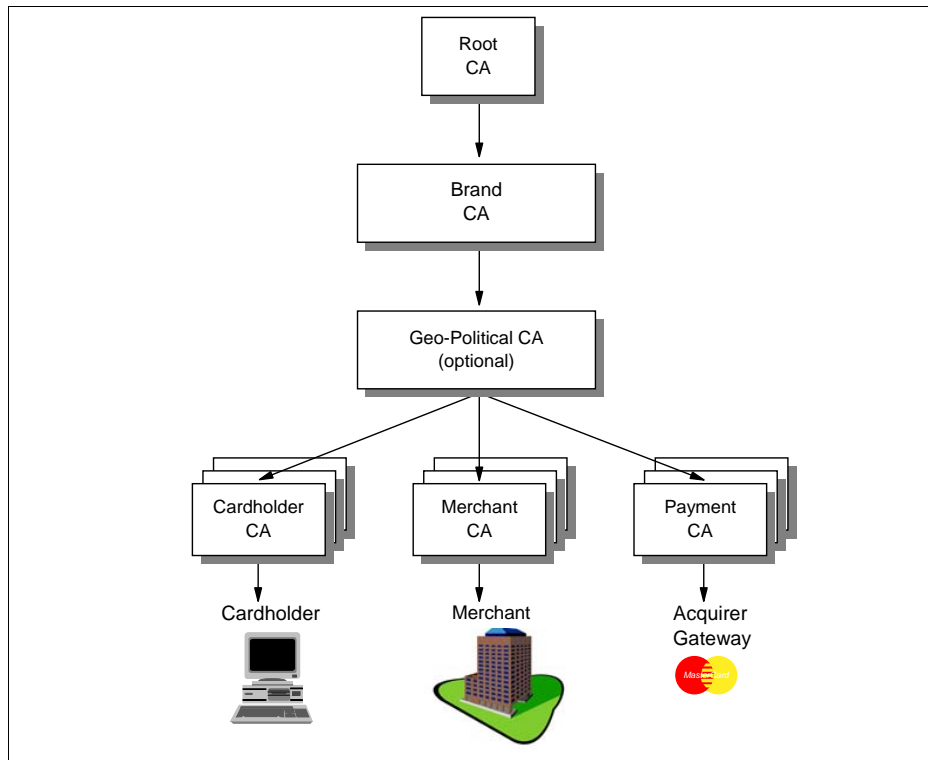 Root
CA
Brand
CA
Geo-Political CA
(optional)
Cardholder
CA
Merchant
CA
Payment
CA
Cardholder
Merchant
Acquirer
Gateway
MasterCard